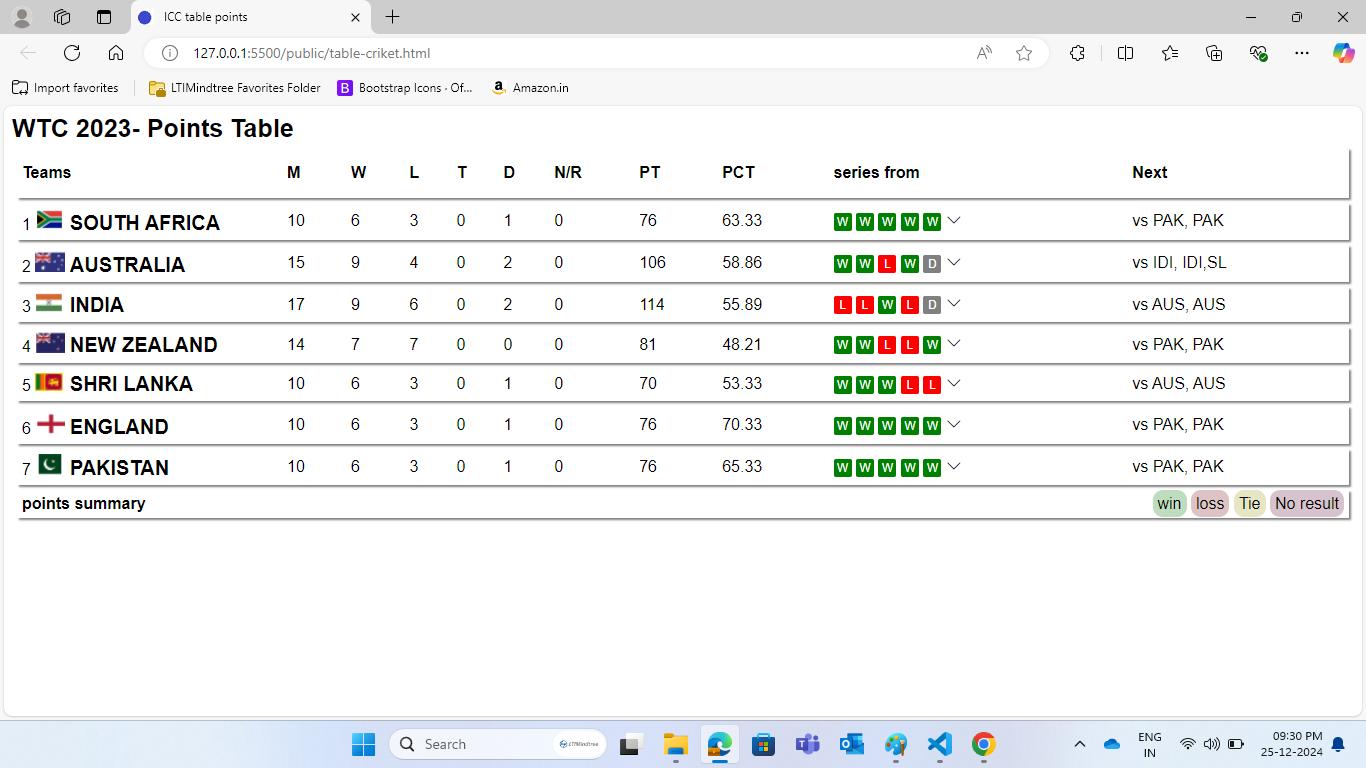 ICC table points
127.0.0.1:5500/public/table-criket.html
Import favorites LTIMindtree Favorites Folder B Bootstrap Icons · Of... a Amazon.in
WTC 2023- Points Table
Teams M W L T D N/R PT PCT series from Next
1 SOUTH AFRICA 10 6 3 0 1 0 76 63.33 W W W W W vs PAK, PAK
2 AUSTRALIA 15 9 4 0 2 0 106 58.86 W W L W D vs IDI, IDI,SL
3 INDIA 17 9 6 0 2 0 114 55.89 L L W L D vs AUS, AUS
4 NEW ZEALAND 14 7 7 0 0 0 81 48.21 W W L L W vs PAK, PAK
5 SHRI LANKA 10 6 3 0 1 0 70 53.33 W W W L L vs AUS, AUS
6 ENGLAND 10 6 3 0 1 0 76 70.33 W W W W W vs PAK, PAK
7 PAKISTAN 10 6 3 0 1 0 76 65.33 W W W W W vs PAK, PAK
points summary win loss Tie No result
Search LTIMindtree ENG 09:30 PM
IN 25-12-2024